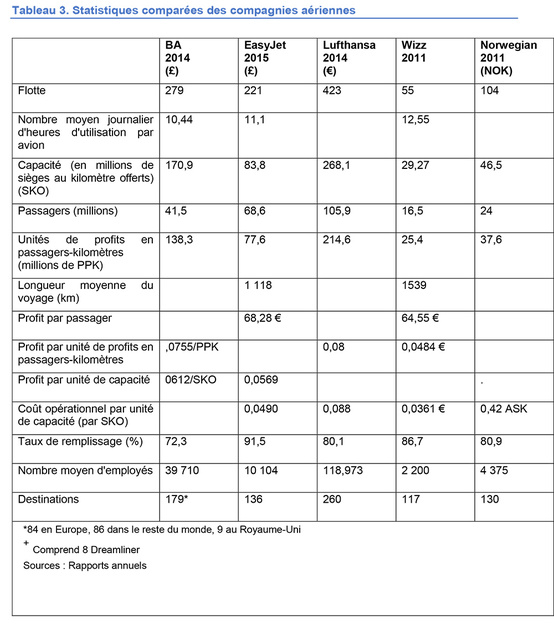 Tableau 3. Statistiques comparées des compagnies aériennes
BA 2014 (£) EasyJet 2015 (£) Lufthansa 2014 (€) Wizz 2011 Norwegian 2011 (NOK)
Flotte 279 221 423 55 104
Nombre moyen journalier d'heures d'utilisation par avion 10,44 11,1 12,55
Capacité (en millions de sièges au kilomètre offerts) (SKO) 170,9 83,8 268,1 29,27 46,5
Passagers (millions) 41,5 68,6 105,9 16,5 24
Unités de profits en passagers-kilomètres (millions de PPK) 138,3 77,6 214,6 25,4 37,6
Longueur moyenne du voyage (km) 1 118 1539
Profit par passager 68,28 € 64,55 €
Profit par unité de profits en passagers-kilomètres ,0755/PPK 0,08 0,0484 €
Profit par unité de capacité 0612/SKO 0,0569 .
Coût opérationnel par unité de capacité (par SKO) 0,0490 0,088 0,0361 € 0,42 ASK
Taux de remplissage (%) 72,3 91,5 80,1 86,7 80,9
Nombre moyen d'employés 39 710 10 104 118,973 2 200 4 375
Destinations 179* 136 260 117 130
*84 en Europe, 86 dans le reste du monde, 9 au Royaume-Uni
+ Comprend 8 Dreamliner
Sources : Rapports annuels